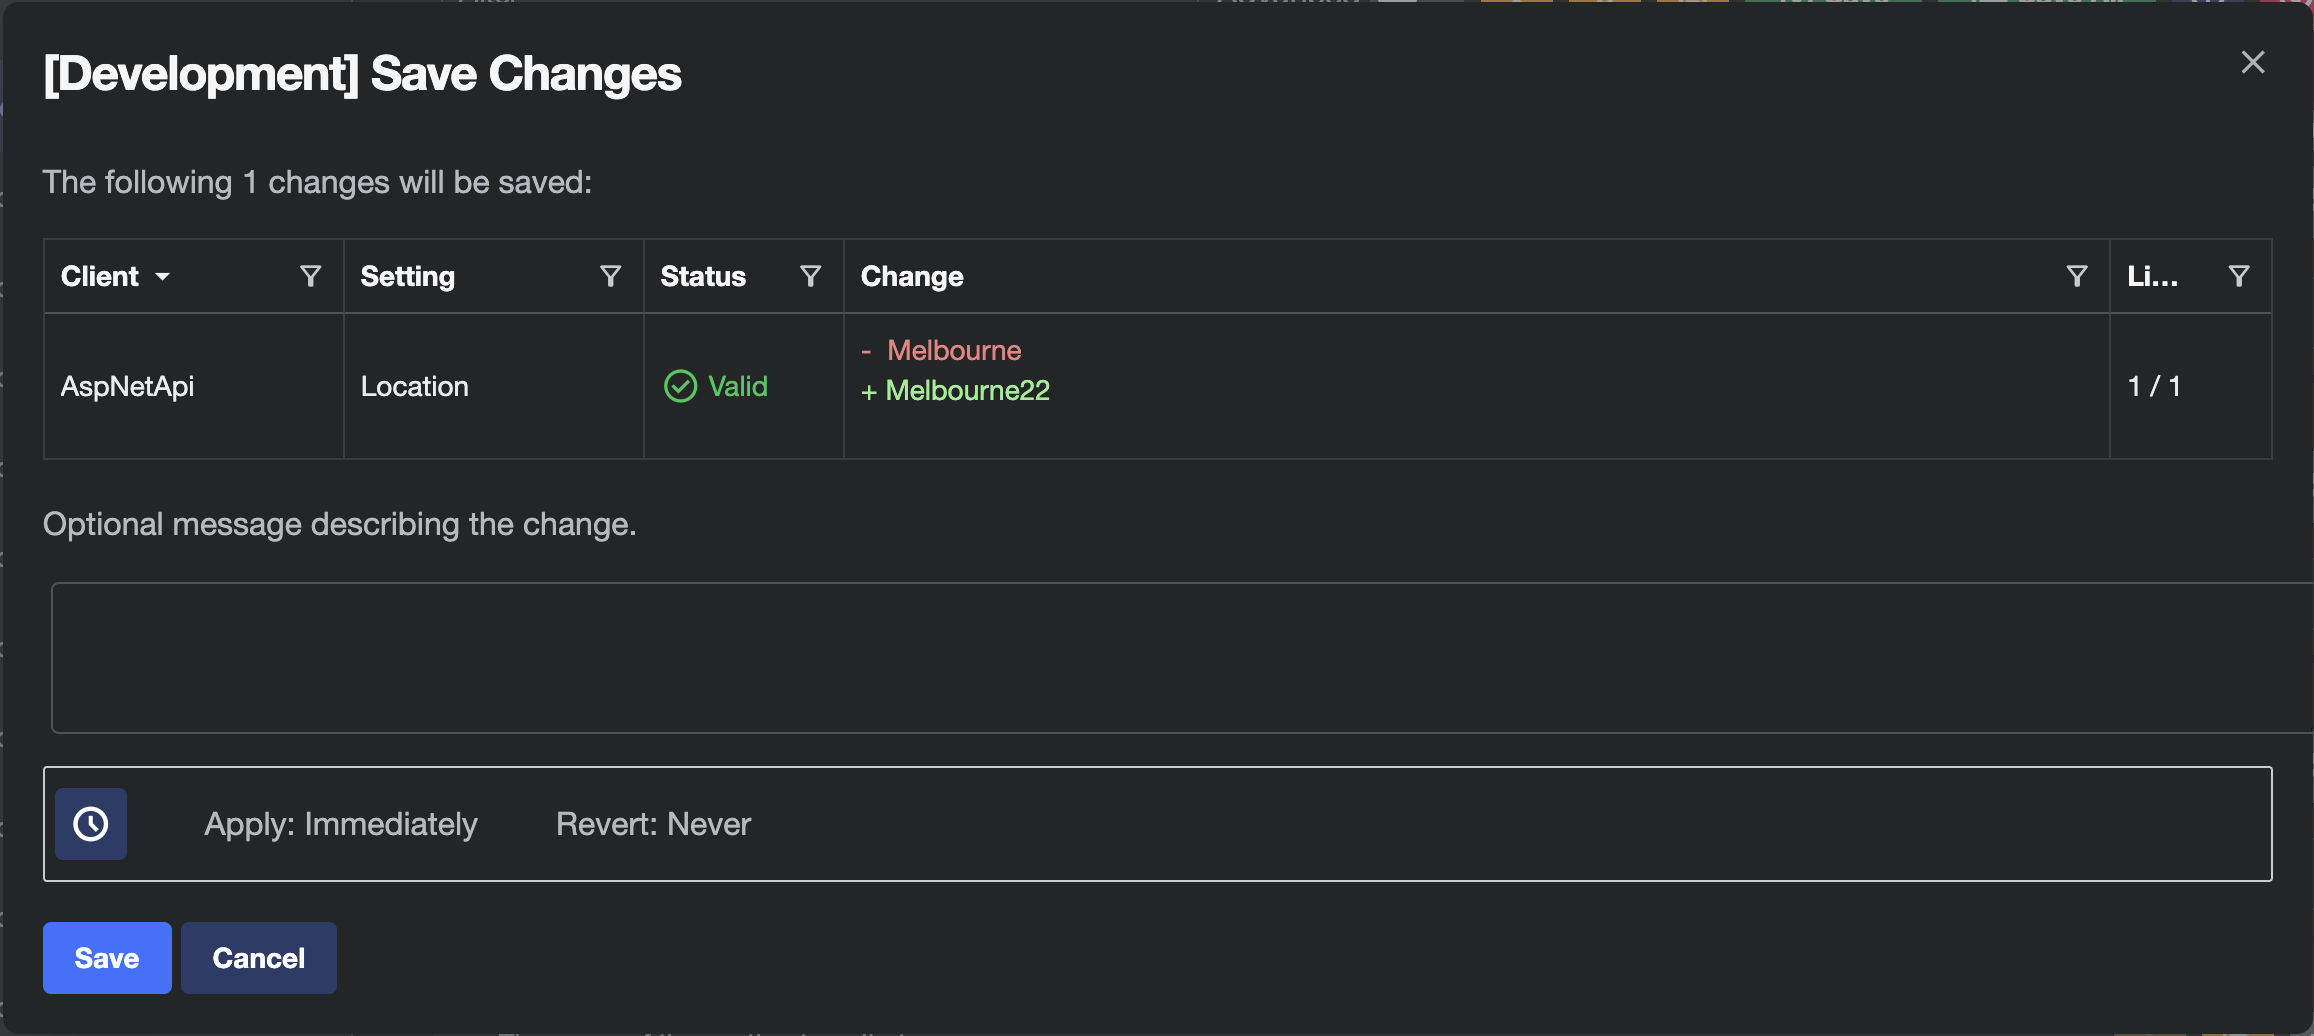 [Development] Save Changes
The following 1 changes will be saved:
Client Setting Status Change Li...
AspNetApi Location Valid - Melbourne 1 / 1
+ Melbourne22
Optional message describing the change.
Apply: Immediately Revert: Never
Save Cancel